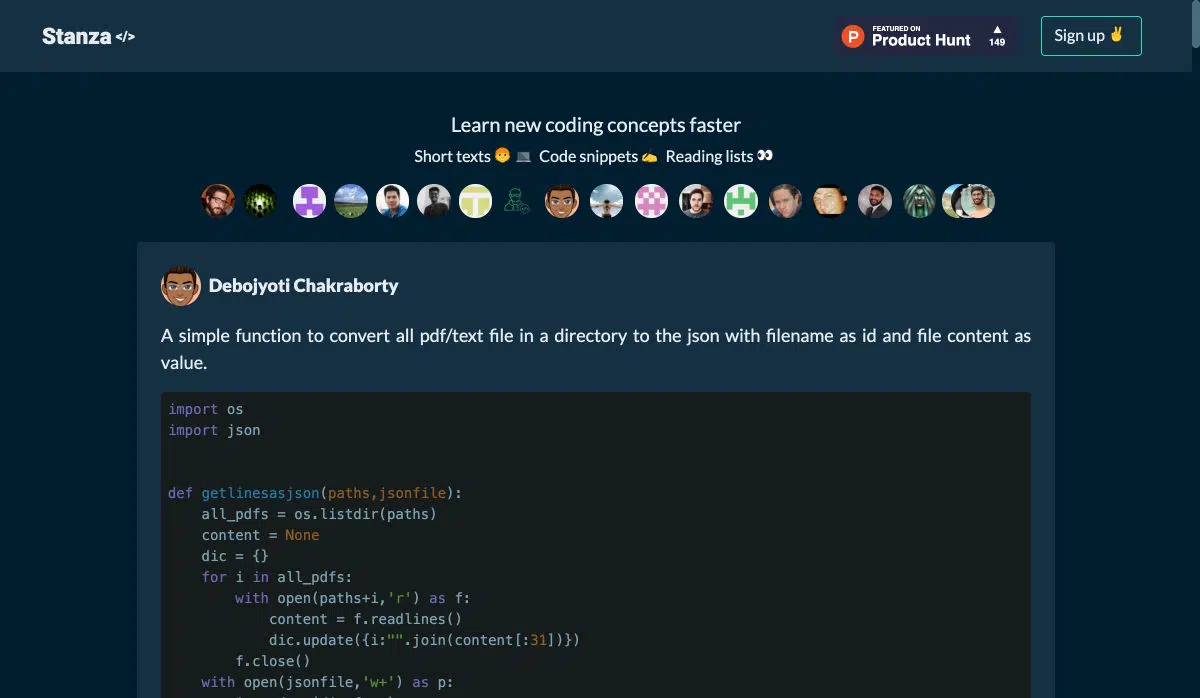 Stanza </>
FEATURED ON
Product Hunt
▲
149
Sign up ✌️
Learn new coding concepts faster
Short texts 🧑 💻 Code snippets ✍️ Reading lists 👀
Debojyoti Chakraborty
A simple function to convert all pdf/text file in a directory to the json with filename as id and file content as
value.
import os
import json
def getlinesasjson(paths,jsonfile):
    all_pdfs = os.listdir(paths)
    content = None
    dic = {}
    for i in all_pdfs:
        with open(paths+i,'r') as f:
            content = f.readlines()
            dic.update({i:"".join(content[:31])})
        f.close()
    with open(jsonfile,'w+') as p: